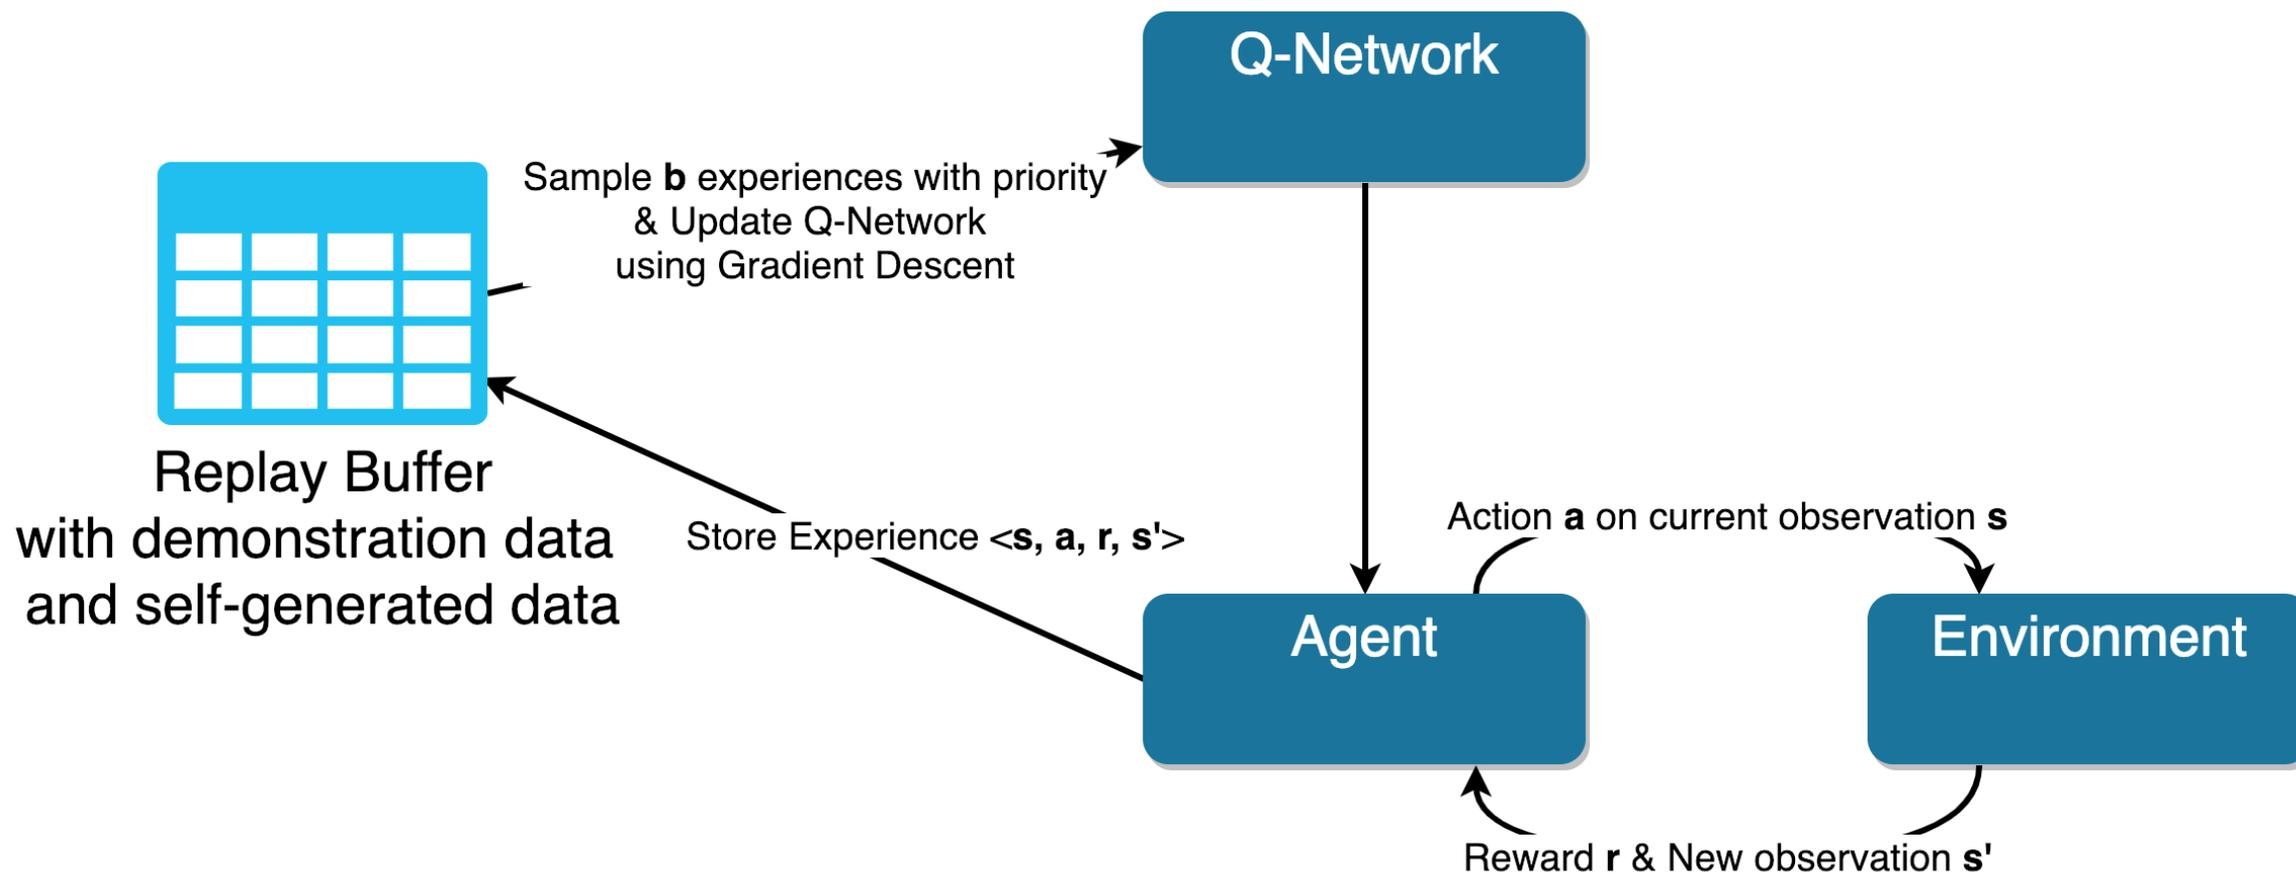 Q-Network
Sample b experiences with priority
& Update Q-Network
using Gradient Descent
Replay Buffer
with demonstration data
and self-generated data
Store Experience <s, a, r, s'>
Action a on current observation s
Agent
Environment
Reward r & New observation s'